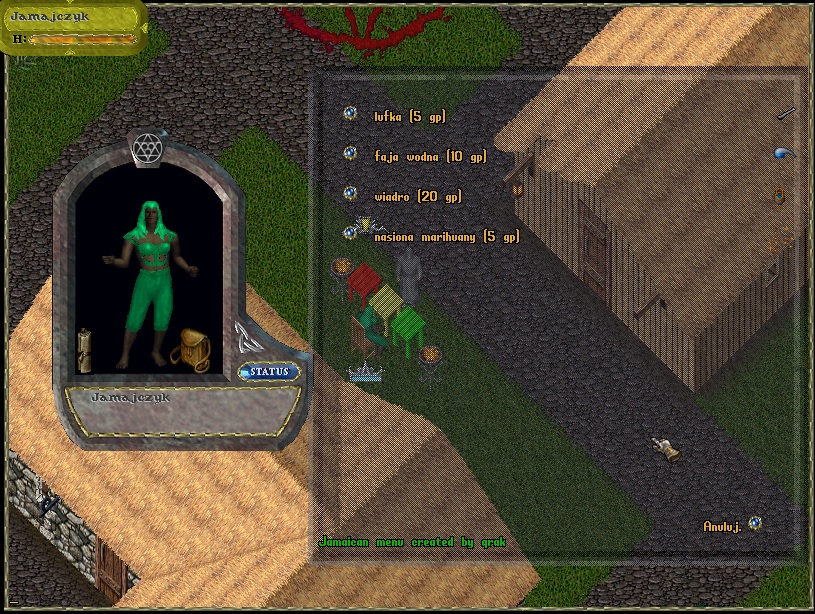 Jamajczyk
H:
lufka (5 gp)
faja wodna (10 gp)
wiadro (20 gp)
nasiona marihuany (5 gp)
STATUS
Jamajczyk
Anuluj.
Jamaican menu created by grak